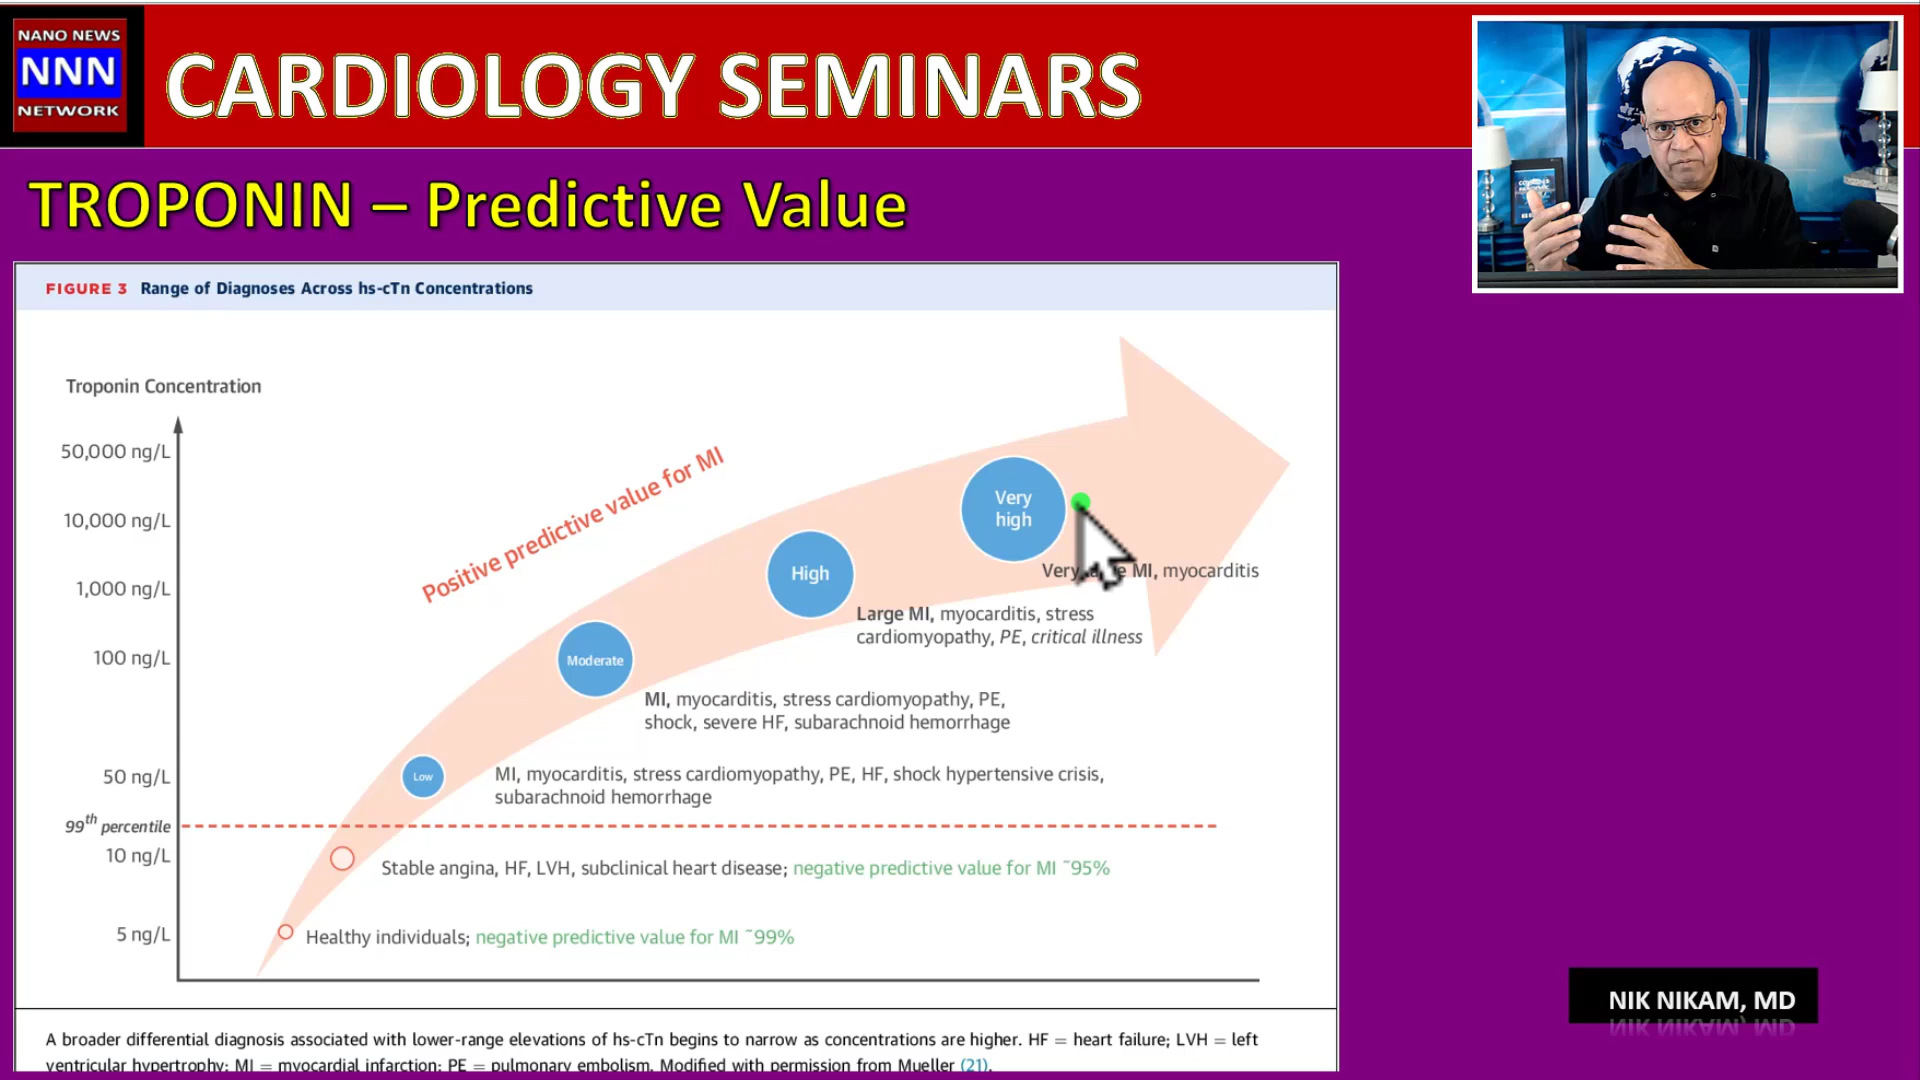 NANO NEWS
NNN
NETWORK
CARDIOLOGY SEMINARS
TROPONIN – Predictive Value
FIGURE 3 Range of Diagnoses Across hs-cTn Concentrations
Troponin Concentration
50,000 ng/L
10,000 ng/L
1,000 ng/L
100 ng/L
50 ng/L
99th percentile
10 ng/L
5 ng/L
Positive predictive value for MI
Very
high
Very MI, myocarditis
High
Large MI, myocarditis, stress
cardiomyopathy, PE, critical illness
Moderate
MI, myocarditis, stress cardiomyopathy, PE,
shock, severe HF, subarachnoid hemorrhage
Low
MI, myocarditis, stress cardiomyopathy, PE, HF, shock hypertensive crisis,
subarachnoid hemorrhage
Stable angina, HF, LVH, subclinical heart disease; negative predictive value for MI ~95%
Healthy individuals; negative predictive value for MI ~99%
A broader differential diagnosis associated with lower-range elevations of hs-cTn begins to narrow as concentrations are higher. HF = heart failure; LVH = left
ventricular hypertrophy; MI = myocardial infarction; PE = pulmonary embolism. Modified with permission from Mueller (21).
NIK NIKAM, MD